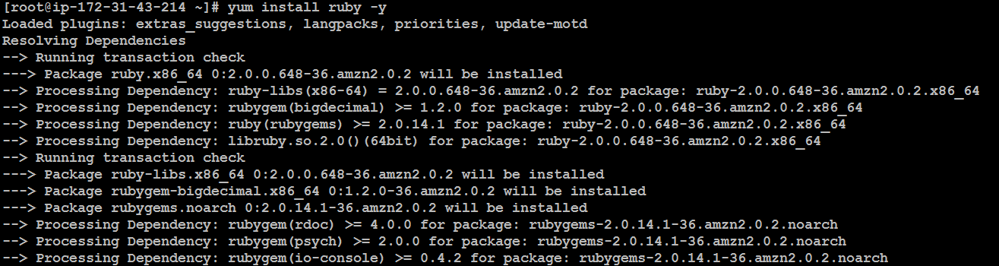 [root@ip-172-31-43-214 ~]# yum install ruby -y
Loaded plugins: extras_suggestions, langpacks, priorities, update-motd
Resolving Dependencies
--> Running transaction check
---> Package ruby.x86_64 0:2.0.0.648-36.amzn2.0.2 will be installed
--> Processing Dependency: ruby-libs(x86-64) = 2.0.0.648-36.amzn2.0.2 for package: ruby-2.0.0.648-36.amzn2.0.2.x86_64
--> Processing Dependency: rubygem(bigdecimal) >= 1.2.0 for package: ruby-2.0.0.648-36.amzn2.0.2.x86_64
--> Processing Dependency: ruby(rubygems) >= 2.0.14.1 for package: ruby-2.0.0.648-36.amzn2.0.2.x86_64
--> Processing Dependency: libruby.so.2.0()(64bit) for package: ruby-2.0.0.648-36.amzn2.0.2.x86_64
--> Running transaction check
---> Package ruby-libs.x86_64 0:2.0.0.648-36.amzn2.0.2 will be installed
---> Package rubygem-bigdecimal.x86_64 0:1.2.0-36.amzn2.0.2 will be installed
---> Package rubygems.noarch 0:2.0.14.1-36.amzn2.0.2 will be installed
--> Processing Dependency: rubygem(rdoc) >= 4.0.0 for package: rubygems-2.0.14.1-36.amzn2.0.2.noarch
--> Processing Dependency: rubygem(psych) >= 2.0.0 for package: rubygems-2.0.14.1-36.amzn2.0.2.noarch
--> Processing Dependency: rubygem(io-console) >= 0.4.2 for package: rubygems-2.0.14.1-36.amzn2.0.2.noarch